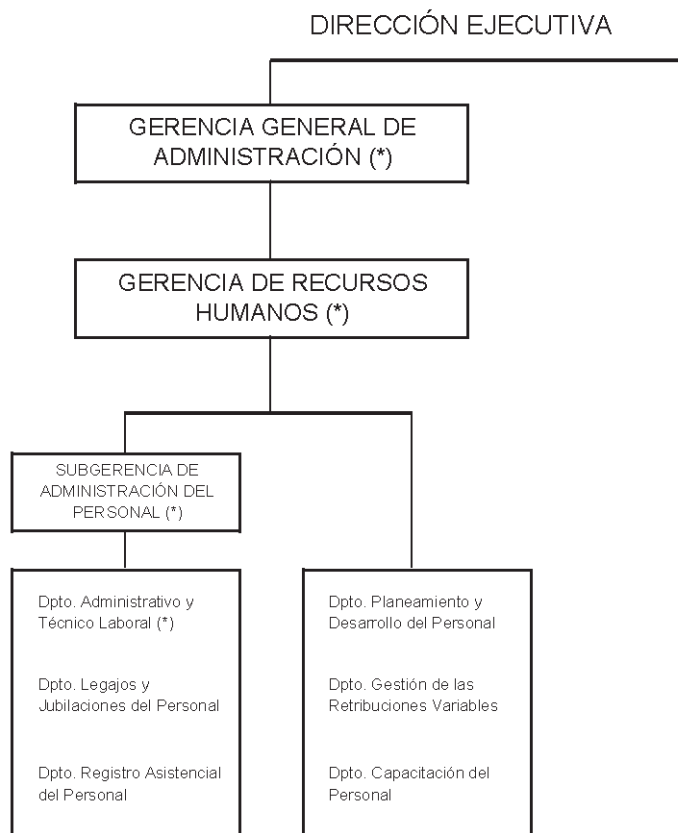 DIRECCIÓN EJECUTIVA
GERENCIA GENERAL DE
ADMINISTRACIÓN (*)
GERENCIA DE RECURSOS
HUMANOS (*)
SUBGERENCIA DE
ADMINISTRACIÓN DEL
PERSONAL (*)
Dpto. Administrativo y
Técnico Laboral (*)
Dpto. Legajos y
Jubilaciones del Personal
Dpto. Registro Asistencial
del Personal
Dpto. Planeamiento y
Desarrollo del Personal
Dpto. Gestión de las
Retribuciones Variables
Dpto. Capacitación del
Personal